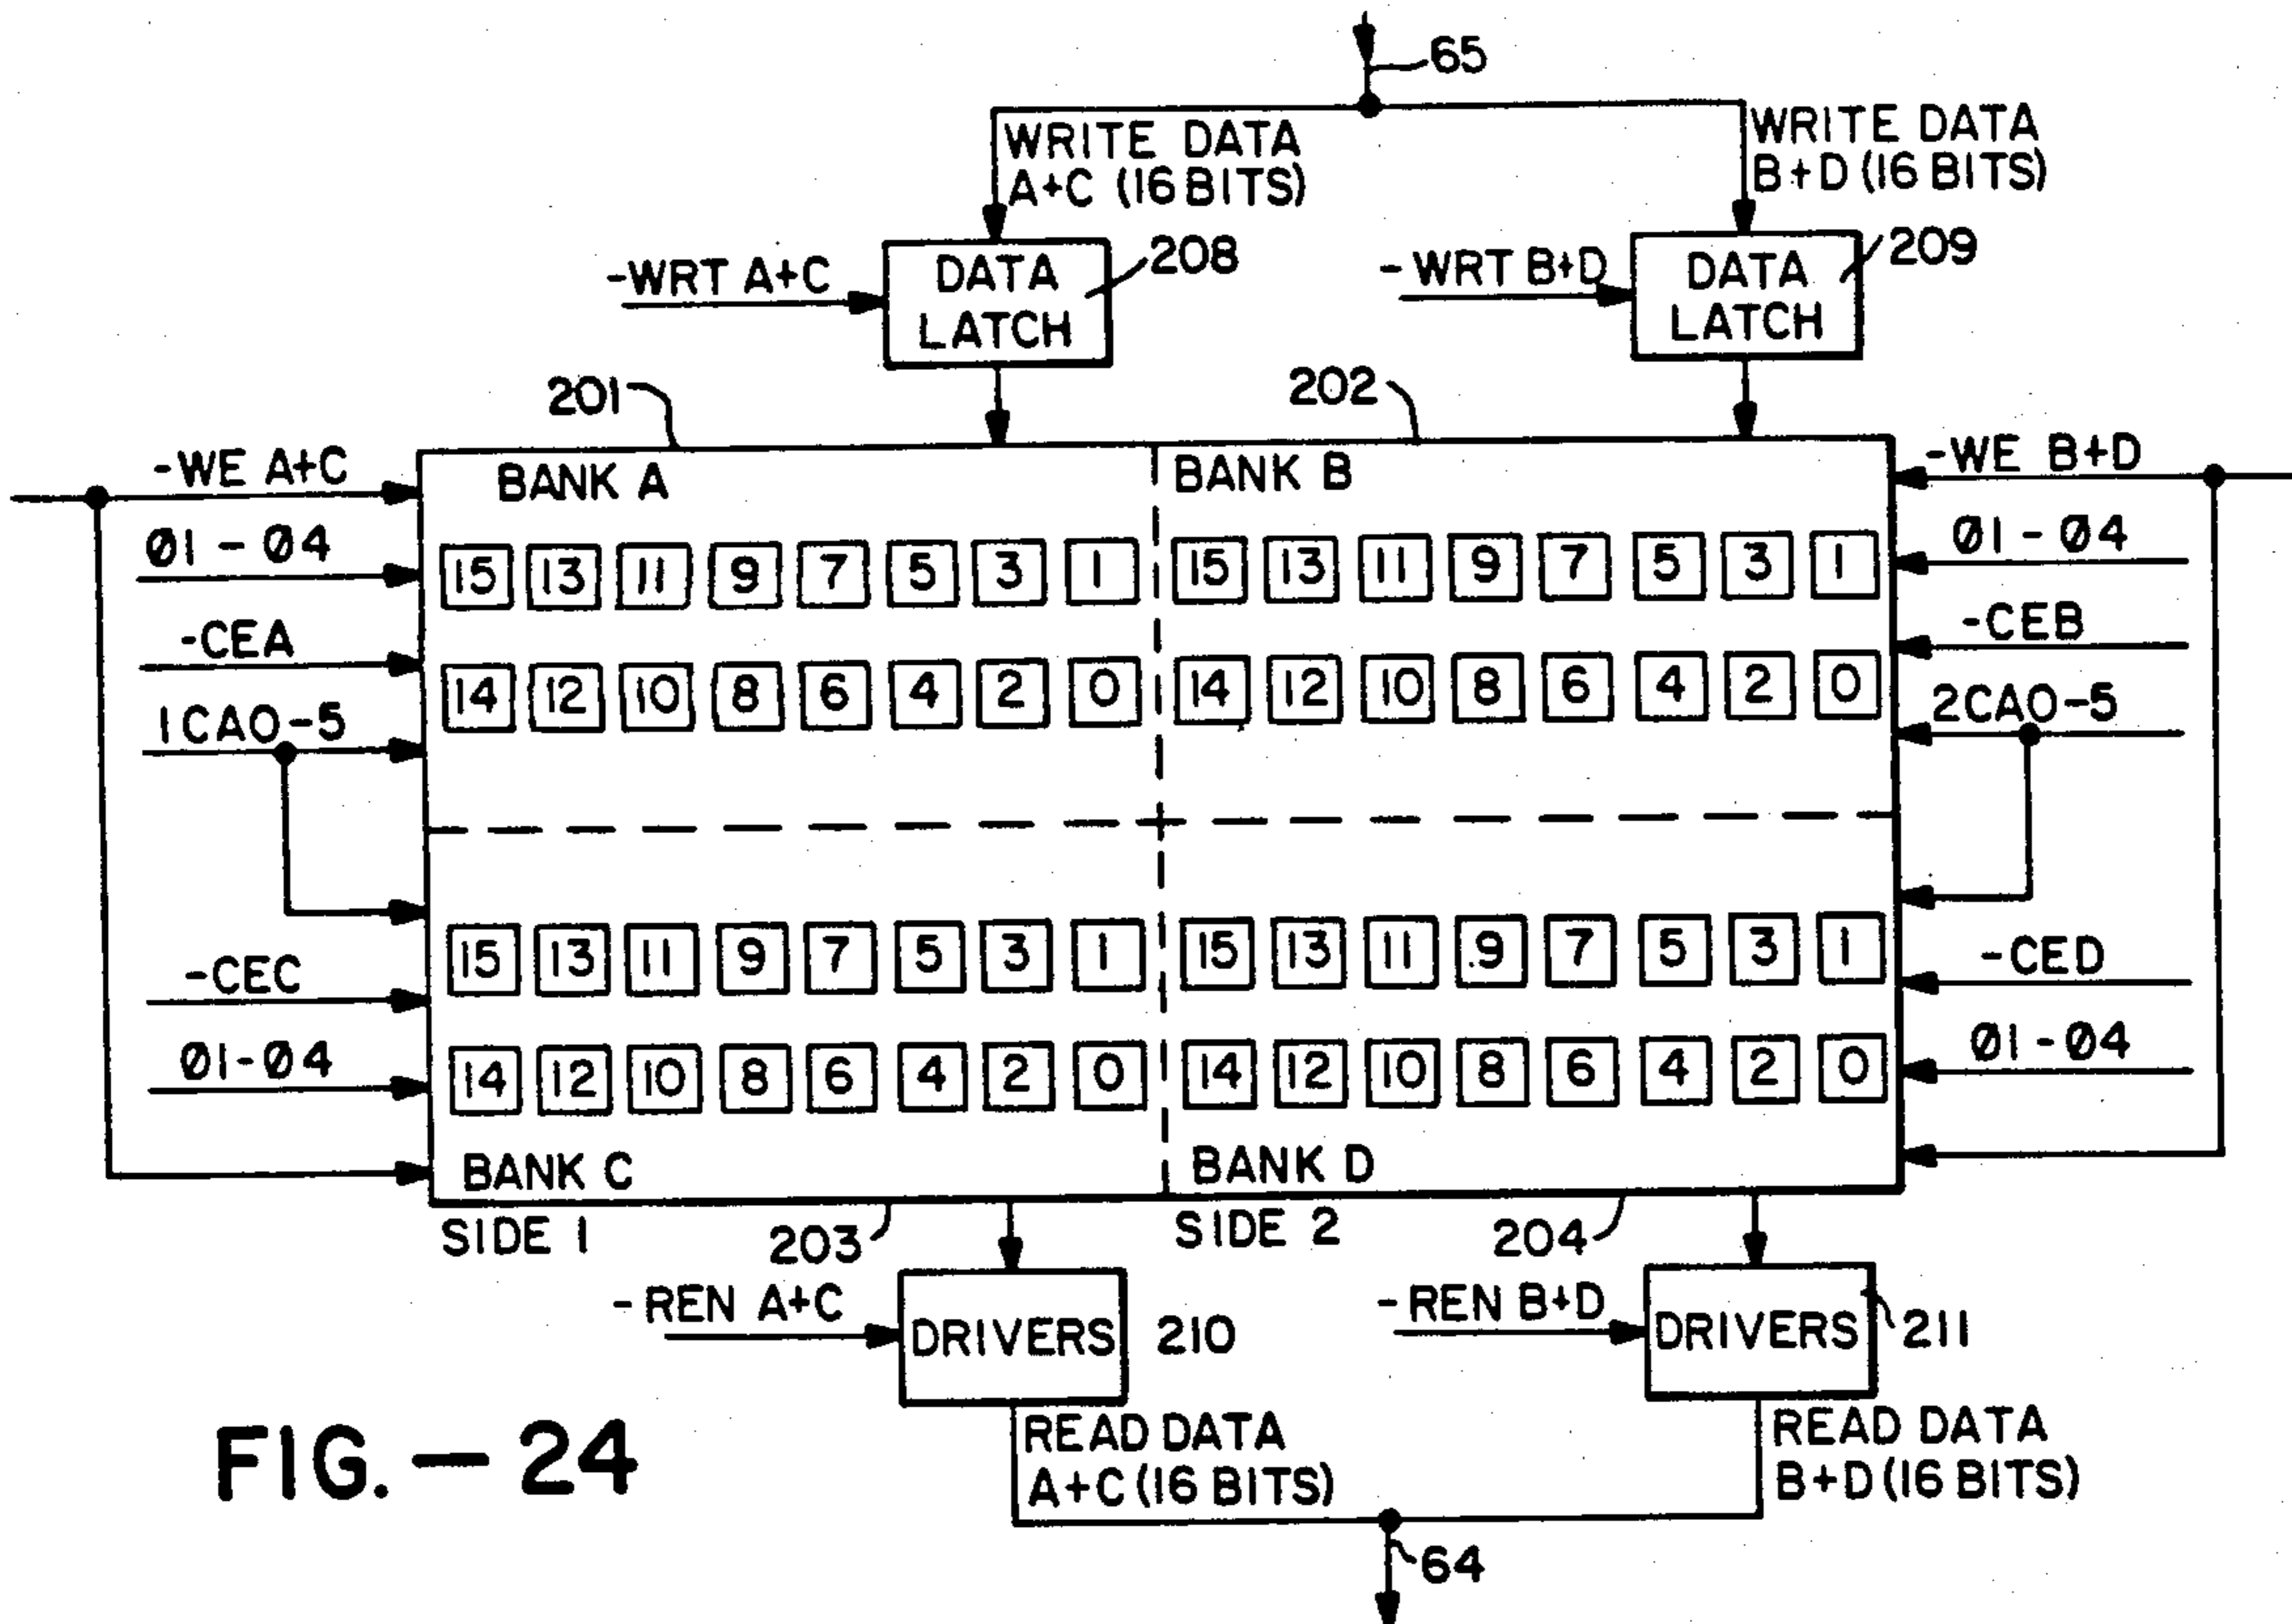 65
WRITE DATA
A+C (16 BITS)
WRITE DATA
B+D (16 BITS)
-WRT A+C
DATA
LATCH
208
-WRT B+D
DATA
LATCH
209
201
202
-WE A+C
BANK A
BANK B
-WE B+D
Ø1-Ø4
15 13 11 9 7 5 3 1
15 13 11 9 7 5 3 1
Ø1-Ø4
-CEA
-CEB
14 12 10 8 6 4 2 0
14 12 10 8 6 4 2 0
1CA0-5
2CA0-5
15 13 11 9 7 5 3 1
15 13 11 9 7 5 3 1
-CEC
-CED
Ø1-Ø4
14 12 10 8 6 4 2 0
14 12 10 8 6 4 2 0
Ø1-Ø4
BANK C
BANK D
SIDE 1
203
SIDE 2
204
-REN A+C
DRIVERS
210
-REN B+D
DRIVERS
211
READ DATA
A+C (16 BITS)
READ DATA
B+D (16 BITS)
FIG.-24
64